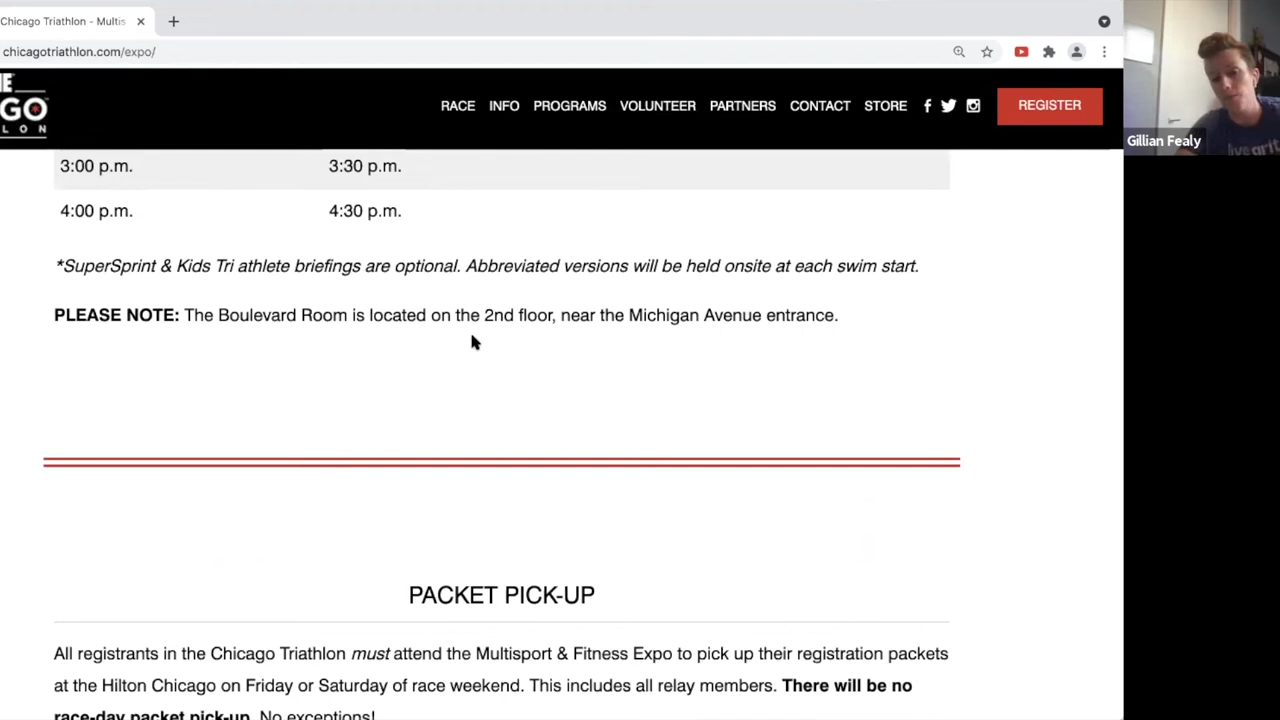 Chicago Triathlon - Multis
chicagotriathlon.com/expo/
GO
LON
RACE INFO PROGRAMS VOLUNTEER PARTNERS CONTACT STORE REGISTER
Gillian Fealy
3:00 p.m. 3:30 p.m.
4:00 p.m. 4:30 p.m.
*SuperSprint & Kids Tri athlete briefings are optional. Abbreviated versions will be held onsite at each swim start.
PLEASE NOTE: The Boulevard Room is located on the 2nd floor, near the Michigan Avenue entrance.
PACKET PICK-UP
All registrants in the Chicago Triathlon must attend the Multisport & Fitness Expo to pick up their registration packets
at the Hilton Chicago on Friday or Saturday of race weekend. This includes all relay members. There will be no
race-day packet pick-up. No exceptions!